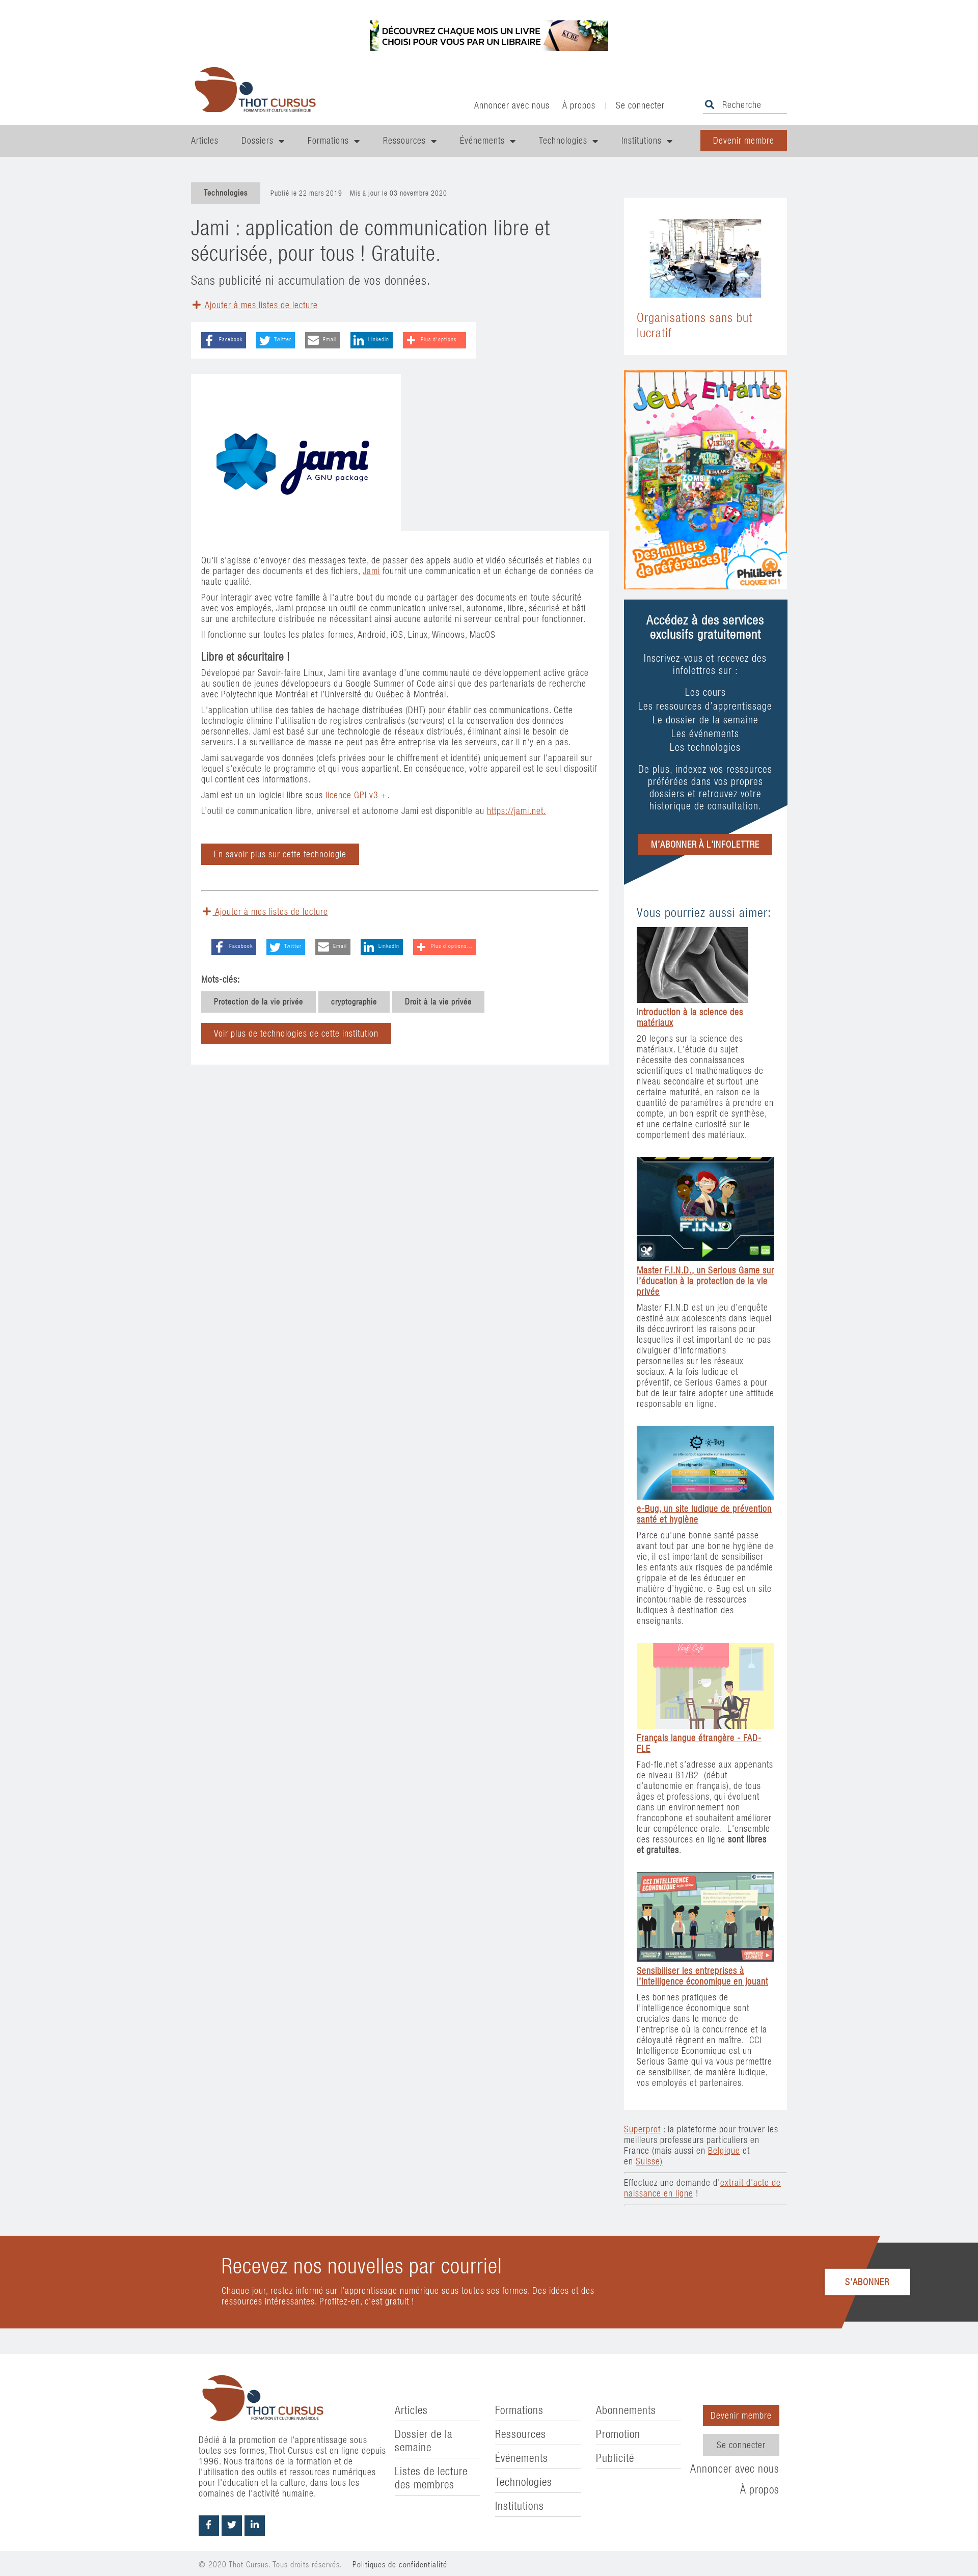 DÉCOUVREZ CHAQUE MOIS UN LIVRE
CHOISI POUR VOUS PAR UN LIBRAIRE
KUBE
THOT CURSUS
FORMATION ET CULTURE NUMÉRIQUE
Annoncer avec nous
À propos
|
Se connecter
Recherche
Articles
Dossiers
Formations
Ressources
Événements
Technologies
Institutions
Devenir membre
Technologies
Publié le 22 mars 2019 Mis à jour le 03 novembre 2020
Jami : application de communication libre et
sécurisée, pour tous ! Gratuite.
Sans publicité ni accumulation de vos données.
Ajouter à mes listes de lecture
Facebook
Twitter
Email
LinkedIn
Plus d'options...
jami
A GNU package
Qu'il s'agisse d'envoyer des messages texte, de passer des appels audio et vidéo sécurisés et fiables ou
de partager des documents et des fichiers, Jami fournit une communication et un échange de données de
haute qualité.
Pour interagir avec votre famille à l'autre bout du monde ou partager des documents en toute sécurité
avec vos employés, Jami propose un outil de communication universel, autonome, libre, sécurisé et bâti
sur une architecture distribuée ne nécessitant ainsi aucune autorité ni serveur central pour fonctionner.
Il fonctionne sur toutes les plates-formes, Android, iOS, Linux, Windows, MacOS
Libre et sécuritaire !
Développé par Savoir-faire Linux, Jami tire avantage d'une communauté de développement active grâce
au soutien de jeunes développeurs du Google Summer of Code ainsi que des partenariats de recherche
avec Polytechnique Montréal et l'Université du Québec à Montréal.
L'application utilise des tables de hachage distribuées (DHT) pour établir des communications. Cette
technologie élimine l'utilisation de registres centralisés (serveurs) et la conservation des données
personnelles. Jami est basé sur une technologie de réseaux distribués, éliminant ainsi le besoin de
serveurs. La surveillance de masse ne peut pas être entreprise via les serveurs, car il n'y en a pas.
Jami sauvegarde vos données (clefs privées pour le chiffrement et identité) uniquement sur l'appareil sur
lequel s'exécute le programme et qui vous appartient. En conséquence, votre appareil est le seul dispositif
qui contient ces informations.
Jami est un un logiciel libre sous licence GPLv3 +.
L'outil de communication libre, universel et autonome Jami est disponible au https://jami.net.
En savoir plus sur cette technologie
Ajouter à mes listes de lecture
Facebook
Twitter
Email
LinkedIn
Plus d'options...
Mots-clés:
Protection de la vie privée
cryptographie
Droit à la vie privée
Voir plus de technologies de cette institution
Organisations sans but
lucratif
Jeux Enfants
Des milliers
de références !
Philibert
CLIQUEZ ICI !
Accédez à des services
exclusifs gratuitement
Inscrivez-vous et recevez des
infolettres sur :
Les cours
Les ressources d'apprentissage
Le dossier de la semaine
Les événements
Les technologies
De plus, indexez vos ressources
préférées dans vos propres
dossiers et retrouvez votre
historique de consultation.
M'ABONNER À L'INFOLETTRE
Vous pourriez aussi aimer:
Introduction à la science des
matériaux
20 leçons sur la science des
matériaux. L'étude du sujet
nécessite des connaissances
scientifiques et mathématiques de
niveau secondaire et surtout une
certaine maturité, en raison de la
quantité de paramètres à prendre en
compte, un bon esprit de synthèse,
et une certaine curiosité sur le
comportement des matériaux.
MASTER
F.I.N.D
Master F.I.N.D., un Serious Game sur
l'éducation à la protection de la vie
privée
Master F.I.N.D est un jeu d'enquête
destiné aux adolescents dans lequel
ils découvriront les raisons pour
lesquelles il est important de ne pas
divulguer d'informations
personnelles sur les réseaux
sociaux. A la fois ludique et
préventif, ce Serious Games a pour
but de leur faire adopter une attitude
responsable en ligne.
e-Bug
Enseignants
Élèves
e-Bug, un site ludique de prévention
santé et hygiène
Parce qu'une bonne santé passe
avant tout par une bonne hygiène de
vie, il est important de sensibiliser
les enfants aux risques de pandémie
grippale et de les éduquer en
matière d'hygiène. e-Bug est un site
incontournable de ressources
ludiques à destination des
enseignants.
Français langue étrangère - FAD-
FLE
Fad-fle.net s'adresse aux appenants
de niveau B1/B2 (début
d'autonomie en français), de tous
âges et professions, qui évoluent
dans un environnement non
francophone et souhaitent améliorer
leur compétence orale. L'ensemble
des ressources en ligne sont libres
et gratuites.
CCI INTELLIGENCE
ECONOMIQUE
Sensibiliser les entreprises à
l'intelligence économique en jouant
Les bonnes pratiques de
l'intelligence économique sont
cruciales dans le monde de
l'entreprise où la concurrence et la
déloyauté règnent en maître. CCI
Intelligence Economique est un
Serious Game qui va vous permettre
de sensibiliser, de manière ludique,
vos employés et partenaires.
Superprof : la plateforme pour trouver les
meilleurs professeurs particuliers en
France (mais aussi en Belgique et
en Suisse)
Effectuez une demande d'extrait d'acte de
naissance en ligne !
Recevez nos nouvelles par courriel
Chaque jour, restez informé sur l'apprentissage numérique sous toutes ses formes. Des idées et des
ressources intéressantes. Profitez-en, c'est gratuit !
S'ABONNER
THOT CURSUS
FORMATION ET CULTURE NUMÉRIQUE
Dédié à la promotion de l'apprentissage sous
toutes ses formes, Thot Cursus est en ligne depuis
1996. Nous traitons de la formation et de
l'utilisation des outils et ressources numériques
pour l'éducation et la culture, dans tous les
domaines de l'activité humaine.
Articles
Dossier de la
semaine
Listes de lecture
des membres
Formations
Ressources
Événements
Technologies
Institutions
Abonnements
Promotion
Publicité
Devenir membre
Se connecter
Annoncer avec nous
À propos
© 2020 Thot Cursus. Tous droits réservés.
Politiques de confidentialité